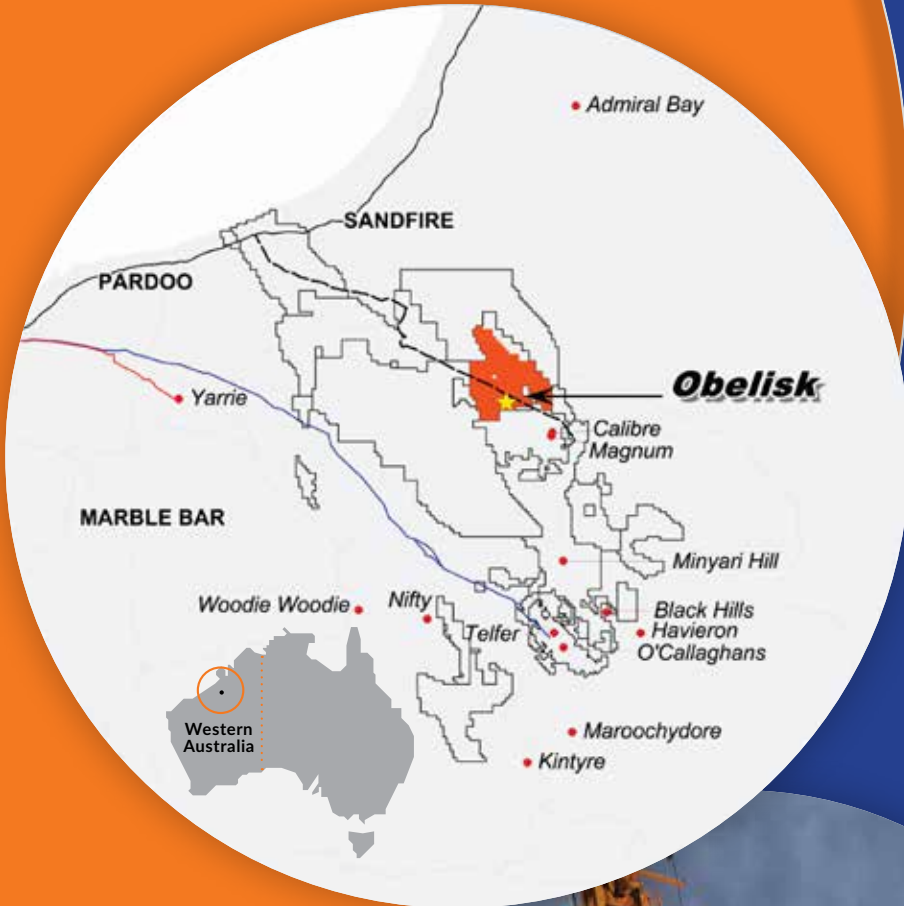 Admiral Bay
SANDFIRE
PARDOO
Obelisk
Yarrie
Calibre
Magnum
MARBLE BAR
Minyari Hill
Woodie Woodie
Nifty
Black Hills
Telfer
Havieron
O'Callaghans
Western
Australia
Maroochydore
Kintyre